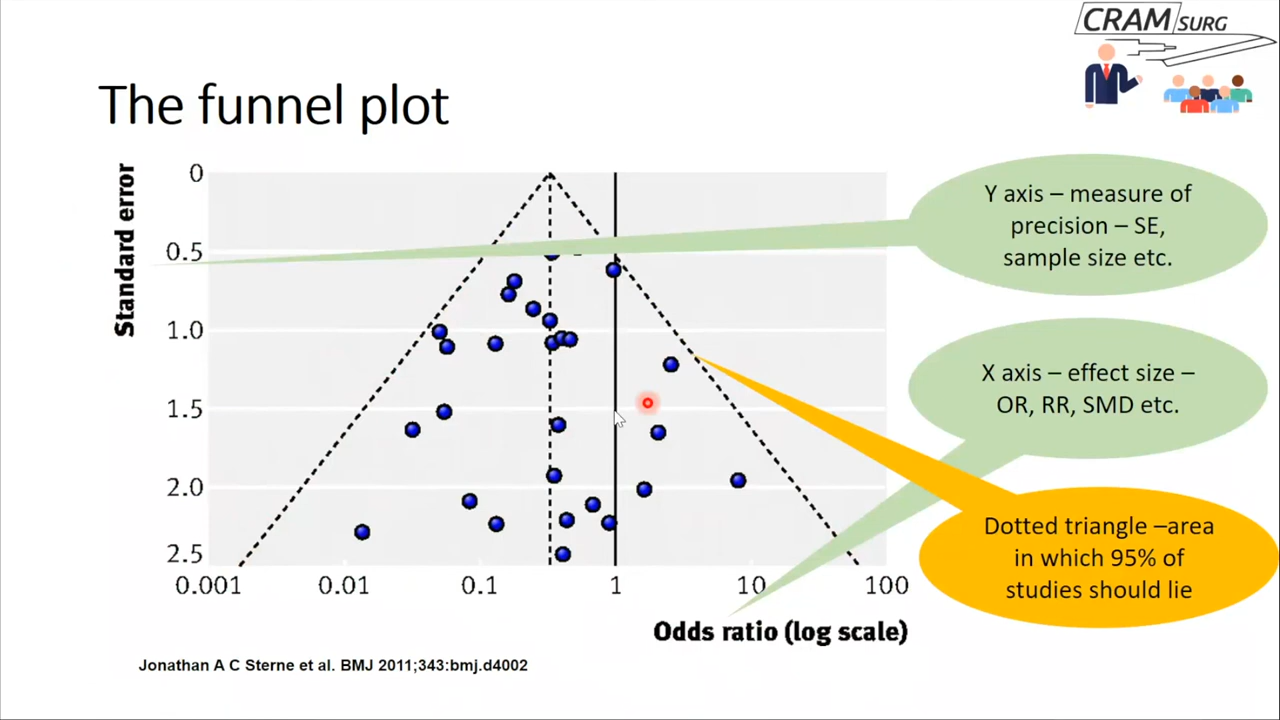 CRAM SURG
The funnel plot
Standard error
0
0.5
1.0
1.5
2.0
2.5
0.001
0.01
0.1
1
10
100
Odds ratio (log scale)
Y axis – measure of
precision – SE,
sample size etc.
X axis – effect size –
OR, RR, SMD etc.
Dotted triangle –area
in which 95% of
studies should lie
Jonathan A C Sterne et al. BMJ 2011;343:bmj.d4002